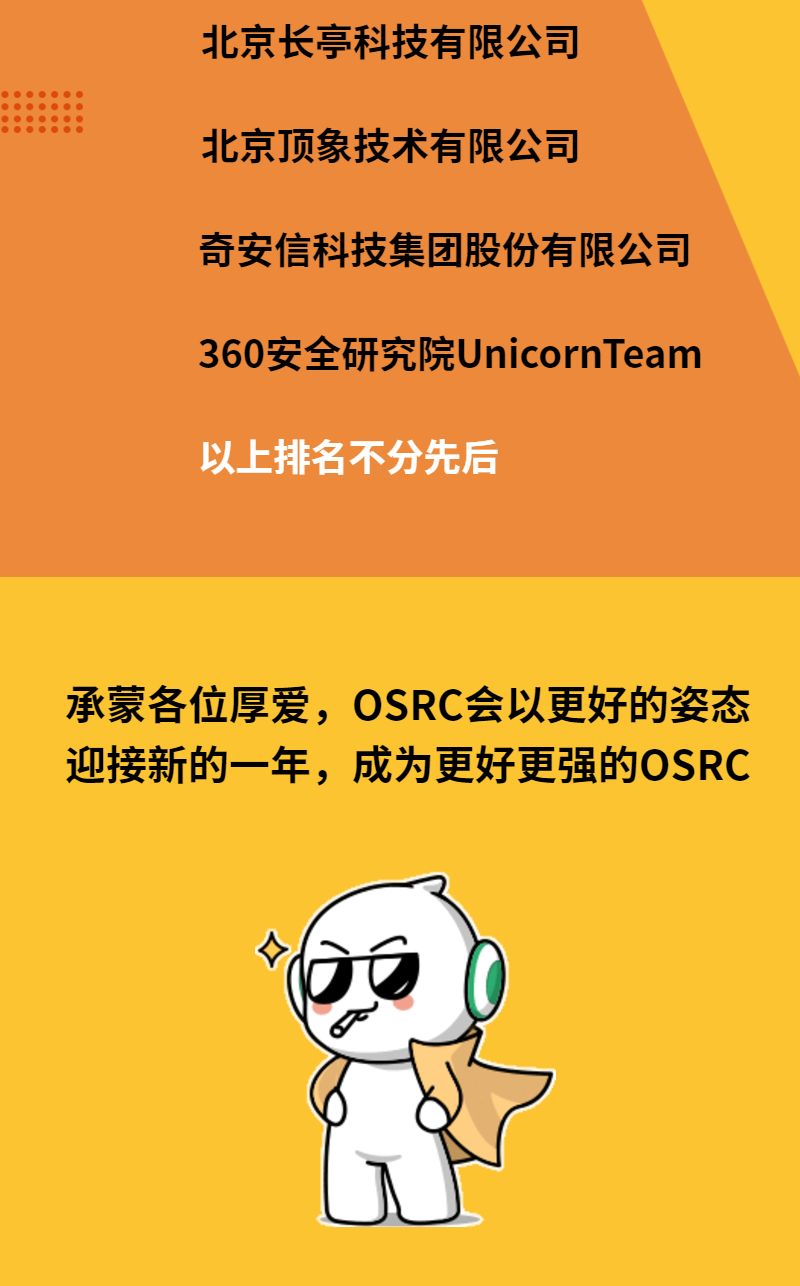 北京长亭科技有限公司
北京顶象技术有限公司
奇安信科技集团股份有限公司
360安全研究院UnicornTeam
以上排名不分先后
承蒙各位厚爱，OSRC会以更好的姿态
迎接新的一年，成为更好更强的OSRC